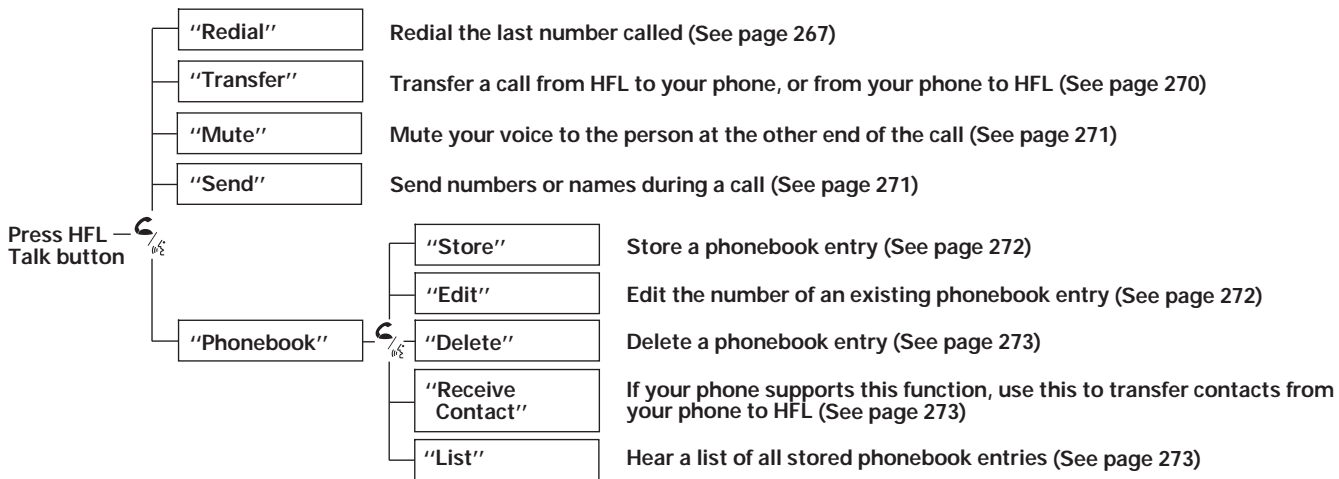 ‘‘Redial’’ Redial the last number called (See page 267)
‘‘Transfer’’ Transfer a call from HFL to your phone, or from your phone to HFL (See page 270)
‘‘Mute’’ Mute your voice to the person at the other end of the call (See page 271)
‘‘Send’’ Send numbers or names during a call (See page 271)
Press HFL
Talk button
‘‘Phonebook’’
‘‘Store’’ Store a phonebook entry (See page 272)
‘‘Edit’’ Edit the number of an existing phonebook entry (See page 272)
‘‘Delete’’ Delete a phonebook entry (See page 273)
‘‘Receive
Contact’’
If your phone supports this function, use this to transfer contacts from
your phone to HFL (See page 273)
‘‘List’’ Hear a list of all stored phonebook entries (See page 273)